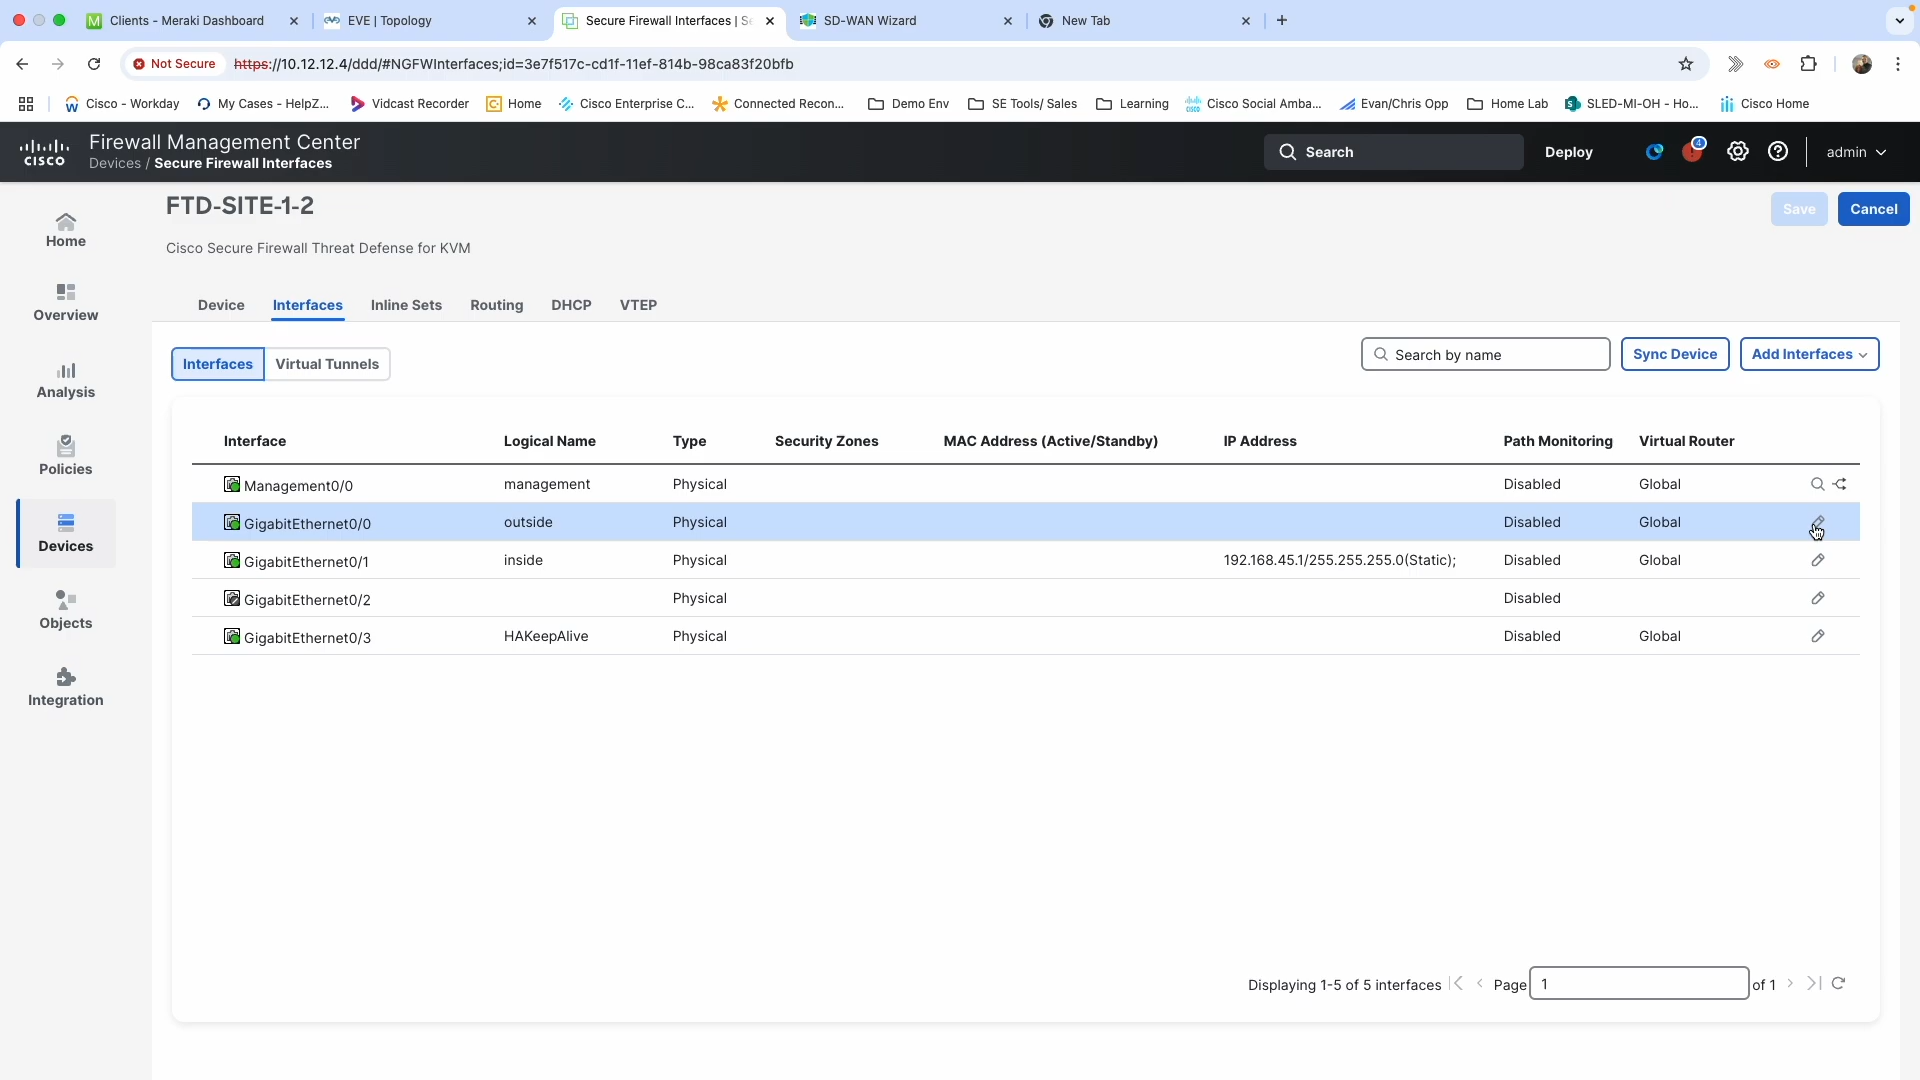 Clients - Meraki Dashboard
EVE | Topology
Secure Firewall Interfaces | S
SD-WAN Wizard
New Tab
Not Secure https://10.12.12.4/ddd/#NGFWInterfaces;id=3e7f517c-cd1f-11ef-814b-98ca83f20bfb
Cisco - Workday
My Cases - HelpZ...
Vidcast Recorder
Home
Cisco Enterprise C...
Connected Recon...
Demo Env
SE Tools/ Sales
Learning
Cisco Social Amba...
Evan/Chris Opp
Home Lab
SLED-MI-OH - Ho...
Cisco Home
CISCO
Firewall Management Center
Devices / Secure Firewall Interfaces
Search
Deploy
4
admin
Home
Overview
Analysis
Policies
Devices
Objects
Integration
FTD-SITE-1-2
Save Cancel
Cisco Secure Firewall Threat Defense for KVM
Device Interfaces Inline Sets Routing DHCP VTEP
Interfaces Virtual Tunnels
Search by name
Sync Device
Add Interfaces
Interface Logical Name Type Security Zones MAC Address (Active/Standby) IP Address Path Monitoring Virtual Router
Management0/0 management Physical Disabled Global
GigabitEthernet0/0 outside Physical Disabled Global
GigabitEthernet0/1 inside Physical 192.168.45.1/255.255.255.0(Static); Disabled Global
GigabitEthernet0/2 Physical Disabled
GigabitEthernet0/3 HAKeepAlive Physical Disabled Global
Displaying 1-5 of 5 interfaces Page 1 of 1